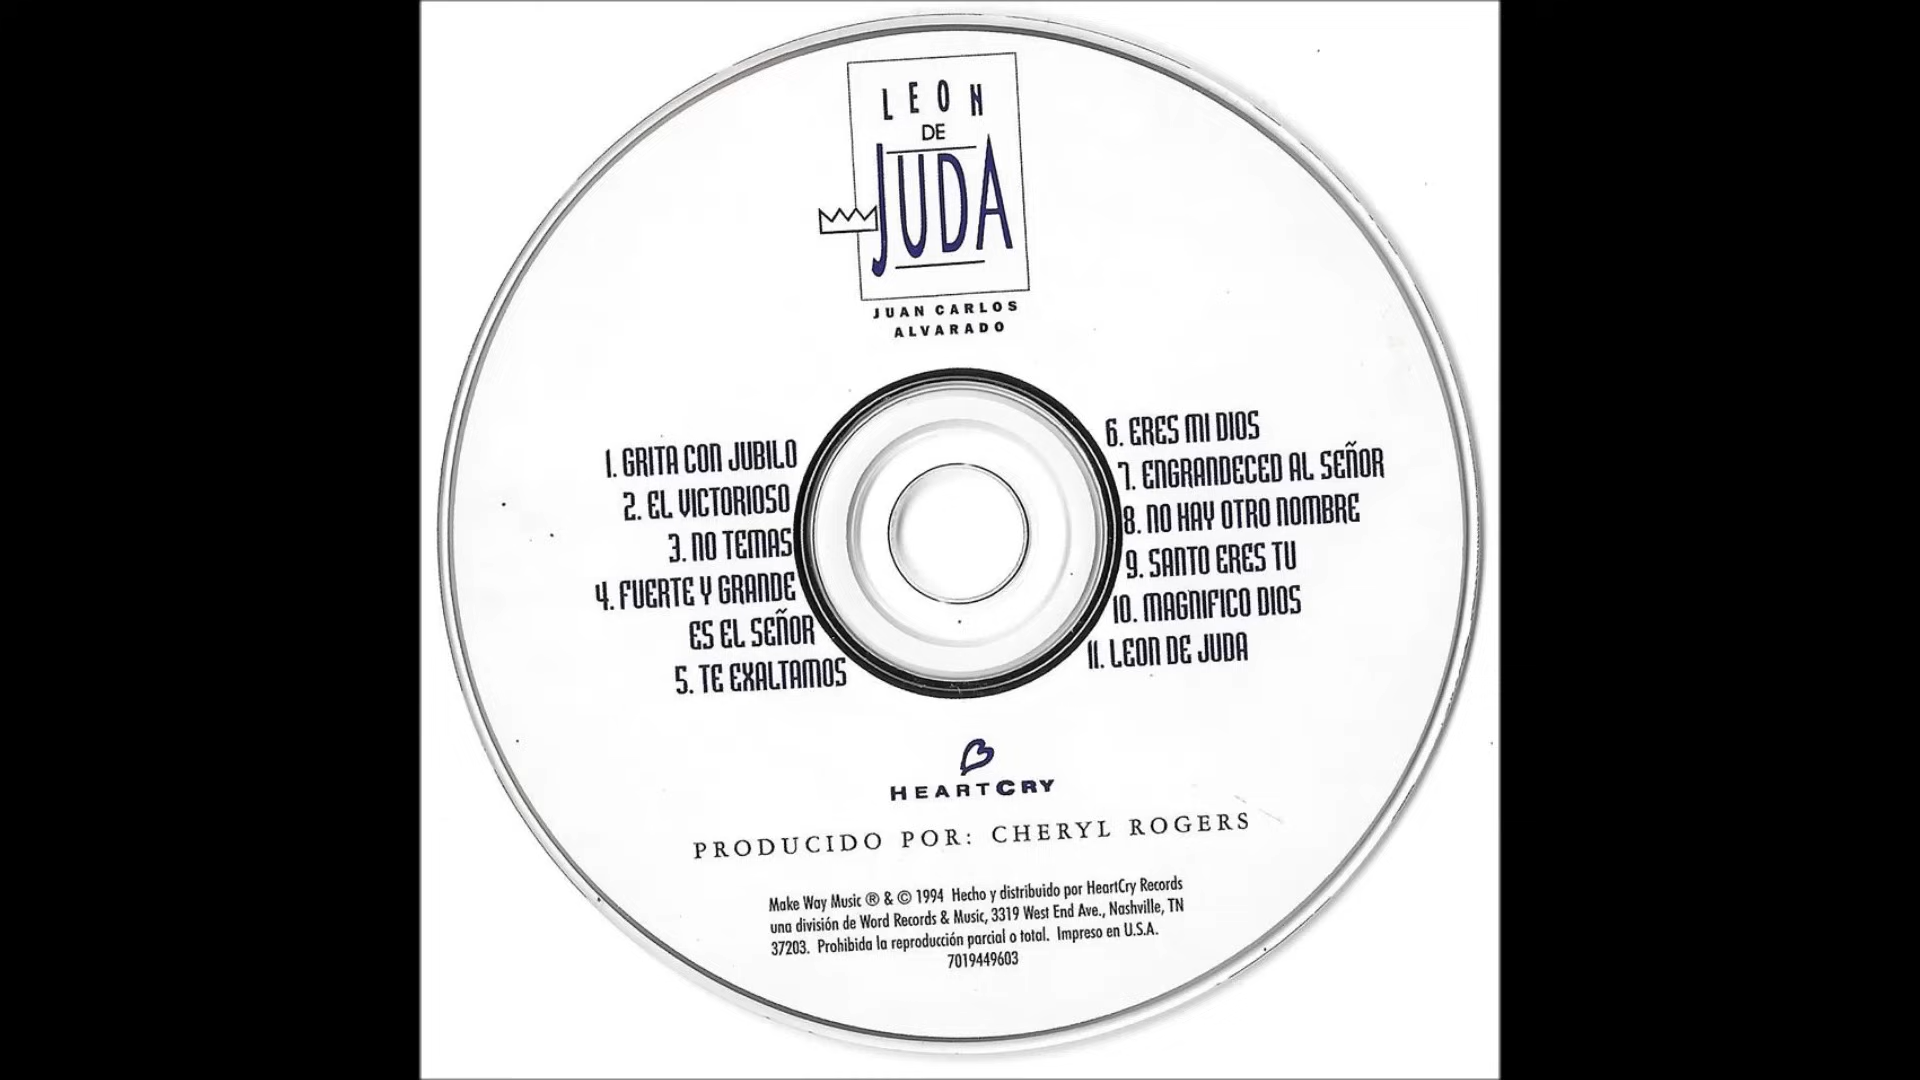 LEON
DE
JUDA
JUAN CARLOS
ALVARADO
1. GRITA CON JUBILO
2. EL VICTORIOSO
3. NO TEMAS
4. FUERTE Y GRANDE
ES EL SEÑOR
5. TE EXALTAMOS
6. ERES MI DIOS
7. ENGRANDECED AL SEÑOR
8. NO HAY OTRO NOMBRE
9. SANTO ERES TU
10. MAGNIFICO DIOS
11. LEON DE JUDA
HEARTCRY
PRODUCIDO POR: CHERYL ROGERS
Make Way Music ® & © 1994 Hecho y distribuido por HeartCry Records
una división de Word Records & Music, 3319 West End Ave., Nashville, TN
37203. Prohibida la reproducción parcial o total. Impreso en U.S.A.
7019449603